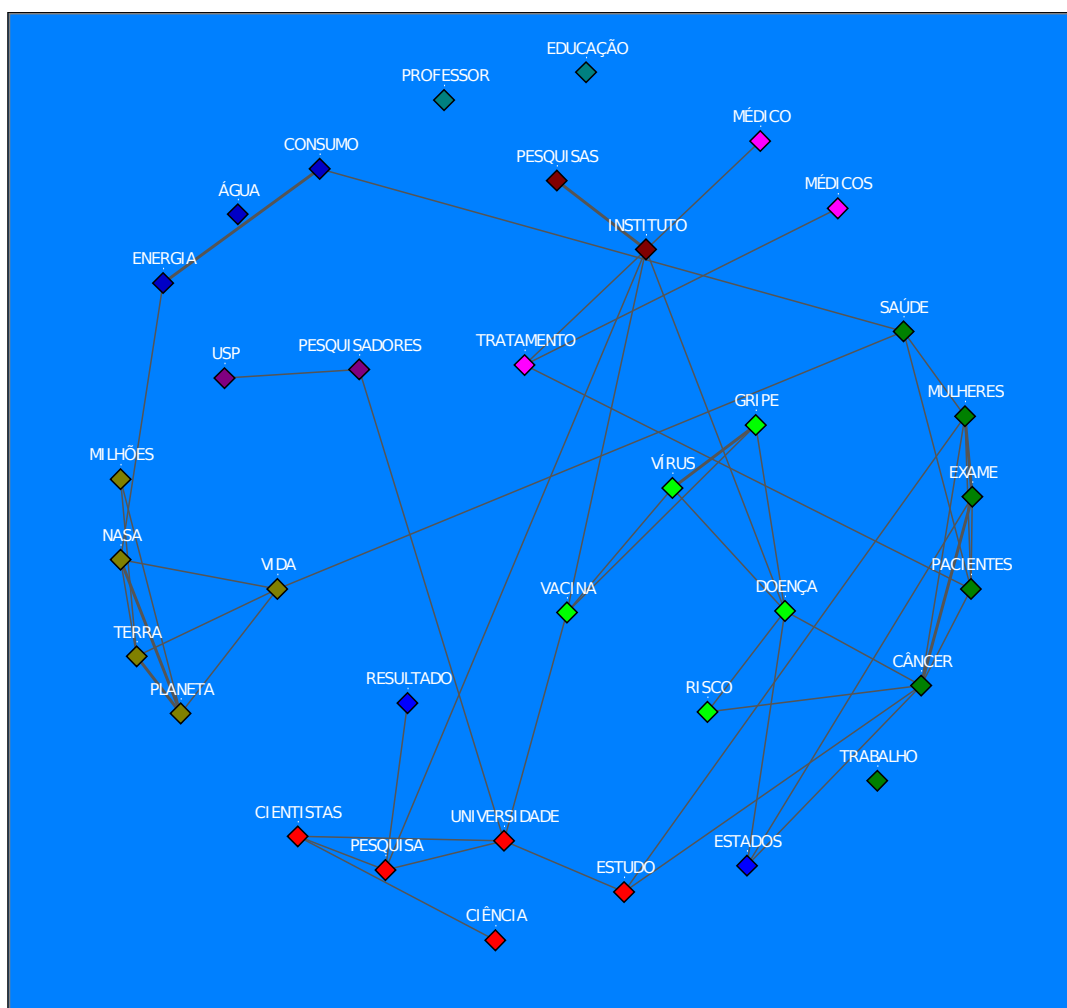 EDUCAÇÃO
PROFESSOR
MÉDICO
CONSUMO
PESQUISAS
MÉDICOS
ÁGUA
INSTITUTO
ENERGIA
SAÚDE
TRATAMENTO
PESQUISADORES
USP
MULHERES
GRIPE
MILHÕES
VÍRUS
EXAME
NASA
VIDA
PACIENTES
VACINA
DOENÇA
TERRA
CÂNCER
RESULTADO
PLANETA
RISCO
TRABALHO
CIENTISTAS
UNIVERSIDADE
PESQUISA
ESTADOS
ESTUDO
CIÊNCIA